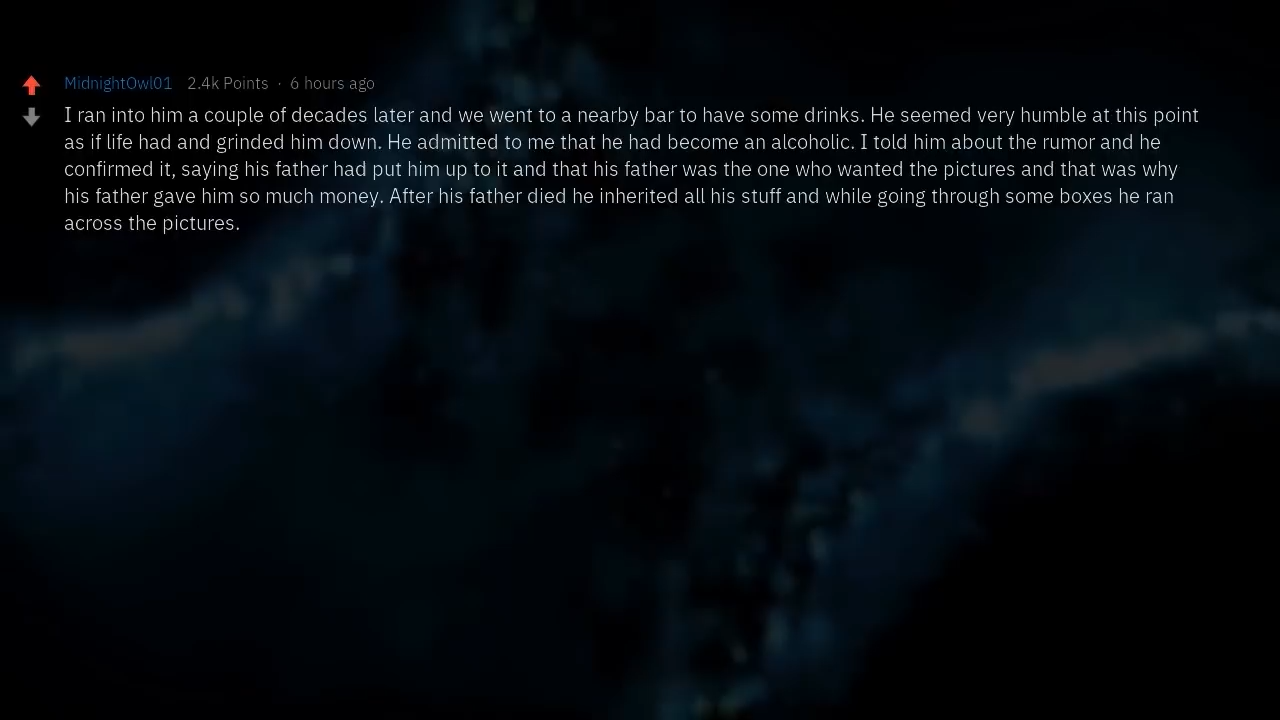 MidnightOwl01 2.4k Points · 6 hours ago
I ran into him a couple of decades later and we went to a nearby bar to have some drinks. He seemed very humble at this point
as if life had and grinded him down. He admitted to me that he had become an alcoholic. I told him about the rumor and he
confirmed it, saying his father had put him up to it and that his father was the one who wanted the pictures and that was why
his father gave him so much money. After his father died he inherited all his stuff and while going through some boxes he ran
across the pictures.